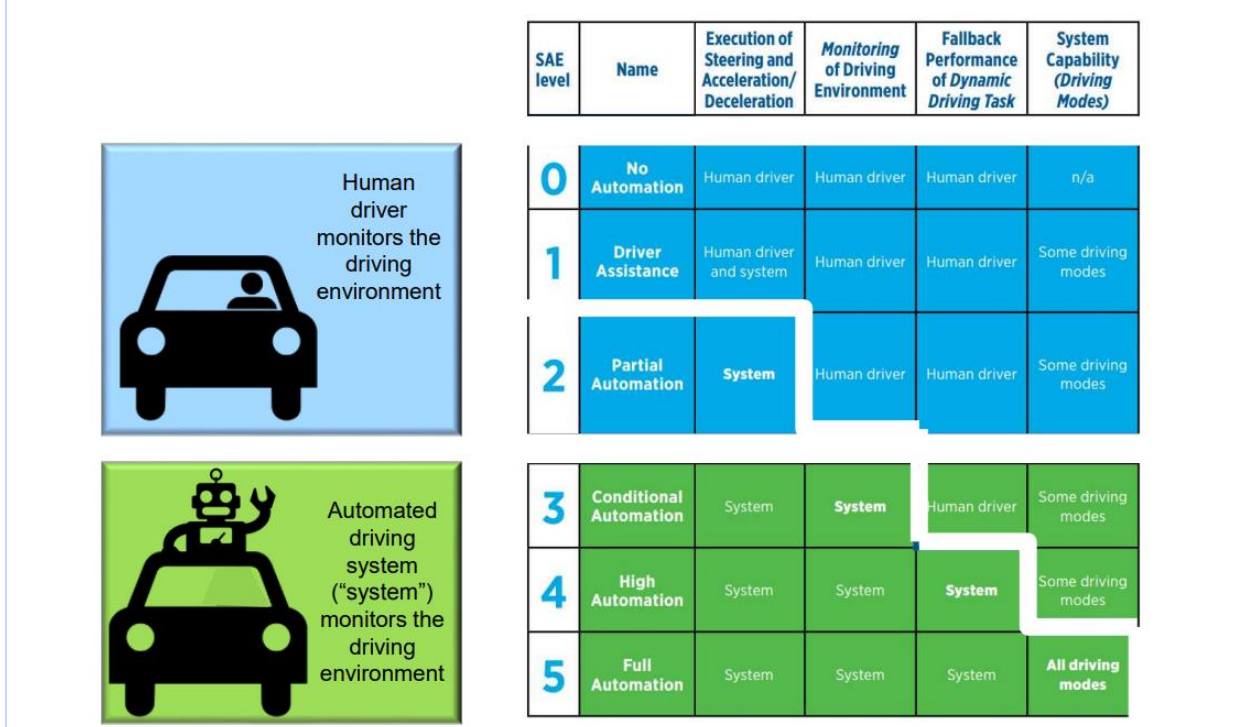 SAE
level
Name
Execution of
Steering and
Acceleration/
Deceleration
Monitoring
of Driving
Environment
Fallback
Performance
of Dynamic
Driving Task
System
Capability
(Driving
Modes)
Human
driver
monitors the
driving
environment
0
No
Automation
Human driver
Human driver
Human driver
n/a
1
Driver
Assistance
Human driver
and system
Human driver
Human driver
Some driving
modes
2
Partial
Automation
System
Human driver
Human driver
Some driving
modes
Automated
driving
system
(“system”)
monitors the
driving
environment
3
Conditional
Automation
System
System
Human driver
Some driving
modes
4
High
Automation
System
System
System
Some driving
modes
5
Full
Automation
System
System
System
All driving
modes